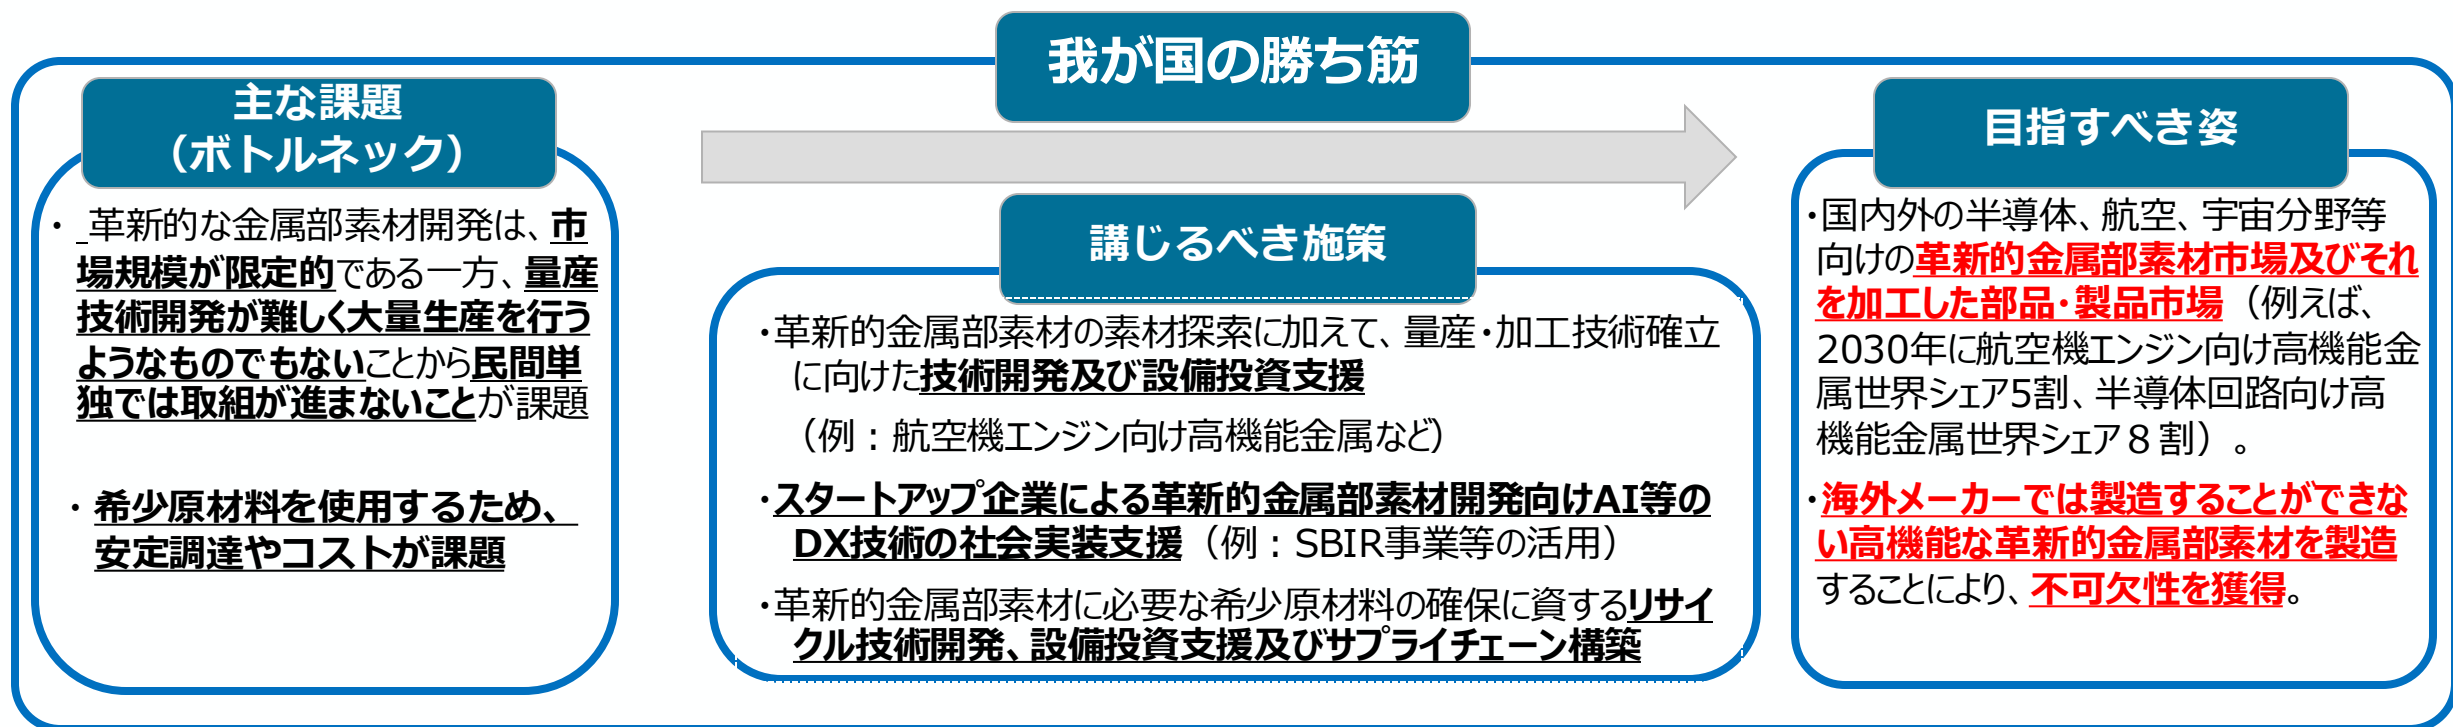 我が国の勝ち筋
主な課題
（ボトルネック）
・ 革新的な金属部素材開発は、市
場規模が限定的である一方、量産
技術開発が難しく大量生産を行う
ようなものでもないことから民間単
独では取組が進まないことが課題
・ 希少原材料を使用するため、
安定調達やコストが課題
講じるべき施策
・革新的金属部素材の素材探索に加えて、量産・加工技術確立
に向けた技術開発及び設備投資支援
（例：航空機エンジン向け高機能金属など）
・スタートアップ企業による革新的金属部素材開発向けAI等の
DX技術の社会実装支援（例：SBIR事業等の活用）
・革新的金属部素材に必要な希少原材料の確保に資するリサイ
クル技術開発、設備投資支援及びサプライチェーン構築
目指すべき姿
・国内外の半導体、航空、宇宙分野等
向けの革新的金属部素材市場及びそれ
を加工した部品・製品市場（例えば、
2030年に航空機エンジン向け高機能金
属世界シェア5割、半導体回路向け高
機能金属世界シェア８割）。
・海外メーカーでは製造することができな
い高機能な革新的金属部素材を製造
することにより、不可欠性を獲得。